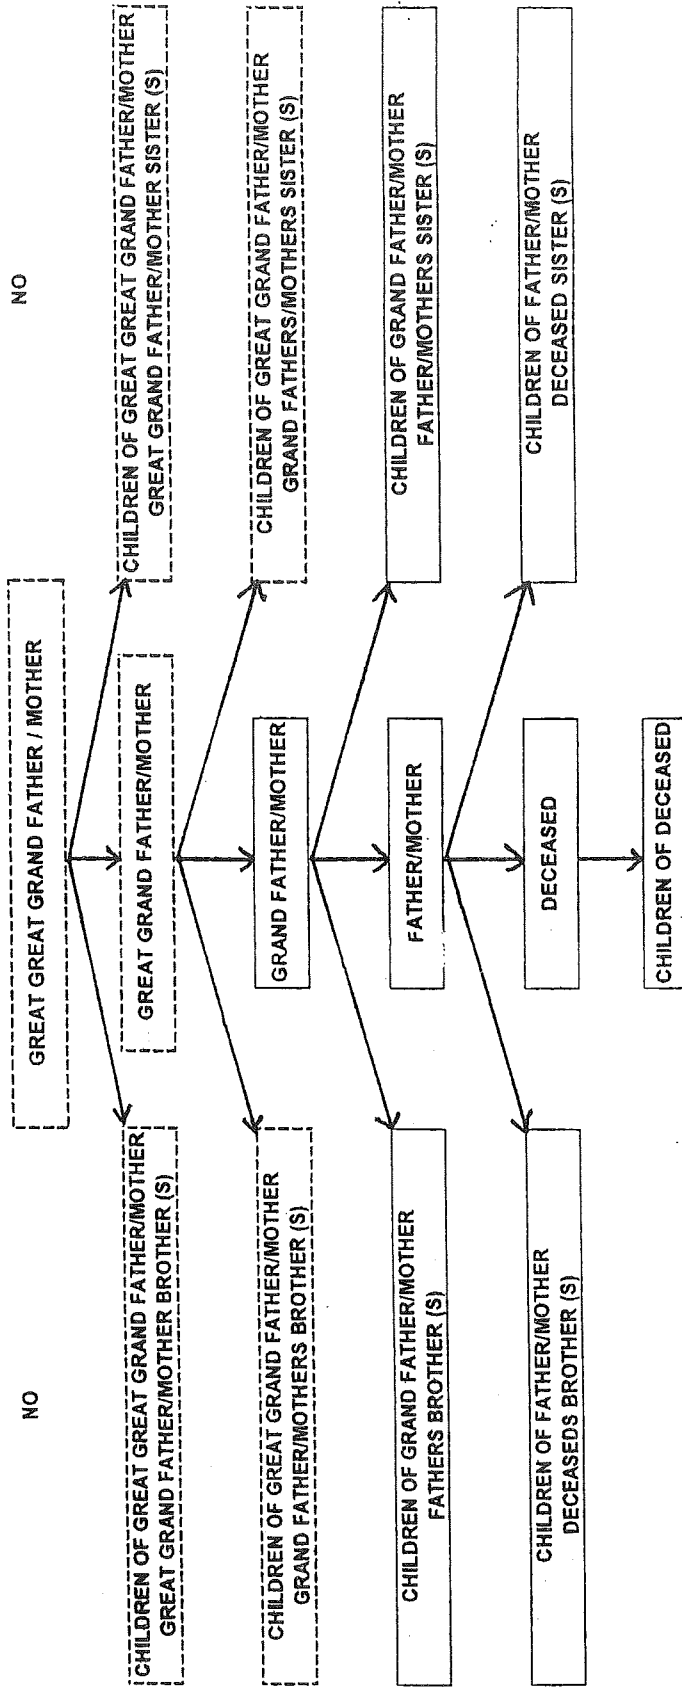 NO
NO
GREAT GREAT GRAND FATHER / MOTHER
CHILDREN OF GREAT GREAT GRAND FATHER/MOTHER
GREAT GRAND FATHER/MOTHER BROTHER (S)
GREAT GRAND FATHER/MOTHER
CHILDREN OF GREAT GREAT GRAND FATHER/MOTHER
GREAT GRAND FATHER/MOTHER SISTER (S)
CHILDREN OF GREAT GREAT GRAND FATHER/MOTHER
GRAND FATHER/MOTHERS BROTHER (S)
GRAND FATHER/MOTHER
CHILDREN OF GREAT GREAT GRAND FATHER/MOTHER
GRAND FATHERS/MOTHERS SISTER (S)
CHILDREN OF GRAND FATHER/MOTHER
FATHERS BROTHER (S)
FATHER/MOTHER
CHILDREN OF GRAND FATHER/MOTHER
FATHER/MOTHERS SISTER (S)
CHILDREN OF FATHER/MOTHER
DECEASEDS BROTHER (S)
DECEASED
CHILDREN OF FATHER/MOTHER
DECEASED SISTER (S)
CHILDREN OF DECEASED